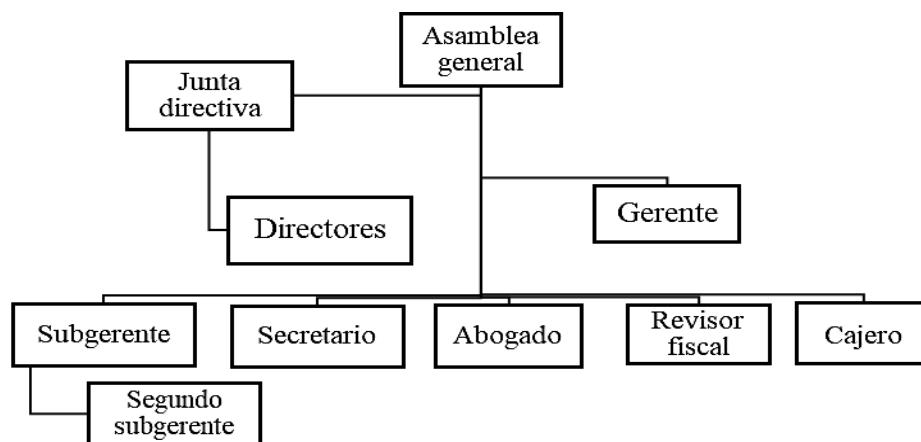 Asamblea
general
Junta
directiva
Directores
Gerente
Subgerente
Secretario
Abogado
Revisor
fiscal
Cajero
Segundo
subgerente